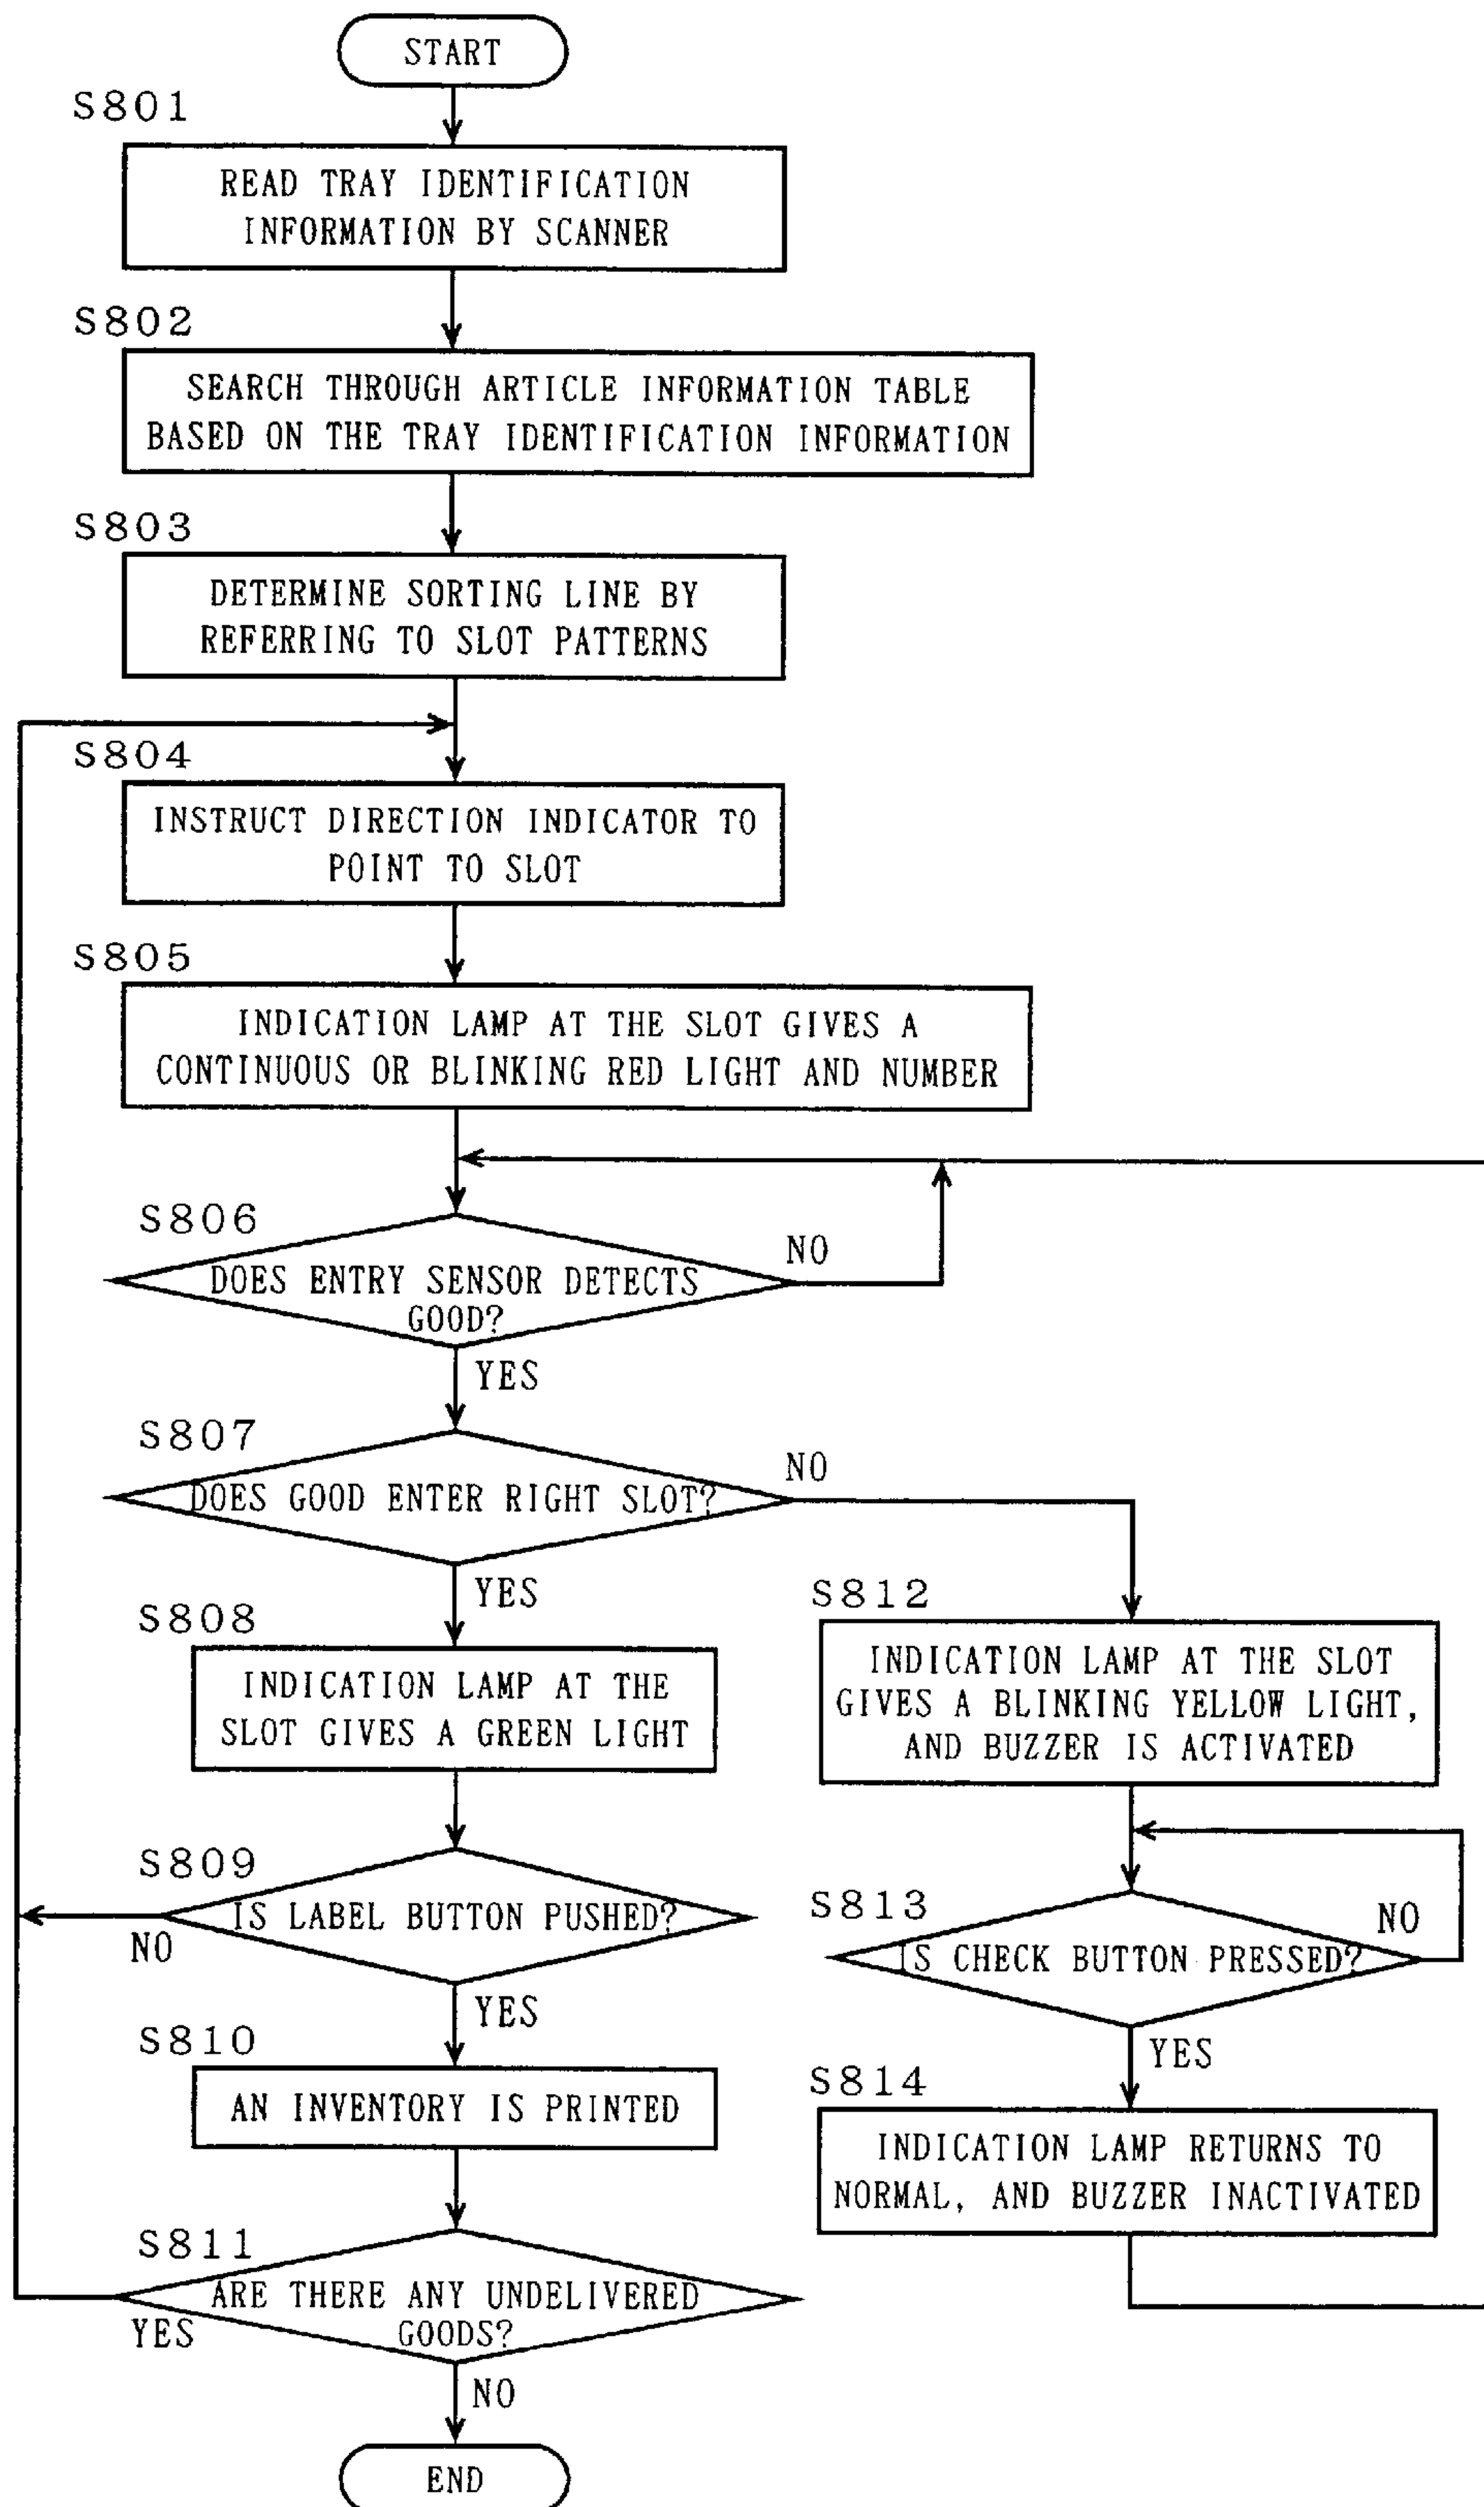 START
S801
READ TRAY IDENTIFICATION
INFORMATION BY SCANNER
S802
SEARCH THROUGH ARTICLE INFORMATION TABLE
BASED ON THE TRAY IDENTIFICATION INFORMATION
S803
DETERMINE SORTING LINE BY
REFERRING TO SLOT PATTERNS
S804
INSTRUCT DIRECTION INDICATOR TO
POINT TO SLOT
S805
INDICATION LAMP AT THE SLOT GIVES A
CONTINUOUS OR BLINKING RED LIGHT AND NUMBER
S806
DOES ENTRY SENSOR DETECTS
GOOD?
NO
YES
S807
DOES GOOD ENTER RIGHT SLOT?
NO
YES
S808
INDICATION LAMP AT THE
SLOT GIVES A GREEN LIGHT
S809
IS LABEL BUTTON PUSHED?
NO
YES
S810
AN INVENTORY IS PRINTED
S811
ARE THERE ANY UNDELIVERED
GOODS?
YES
NO
END
S812
INDICATION LAMP AT THE SLOT
GIVES A BLINKING YELLOW LIGHT,
AND BUZZER IS ACTIVATED
S813
IS CHECK BUTTON PRESSED?
NO
YES
S814
INDICATION LAMP RETURNS TO
NORMAL, AND BUZZER INACTIVATED